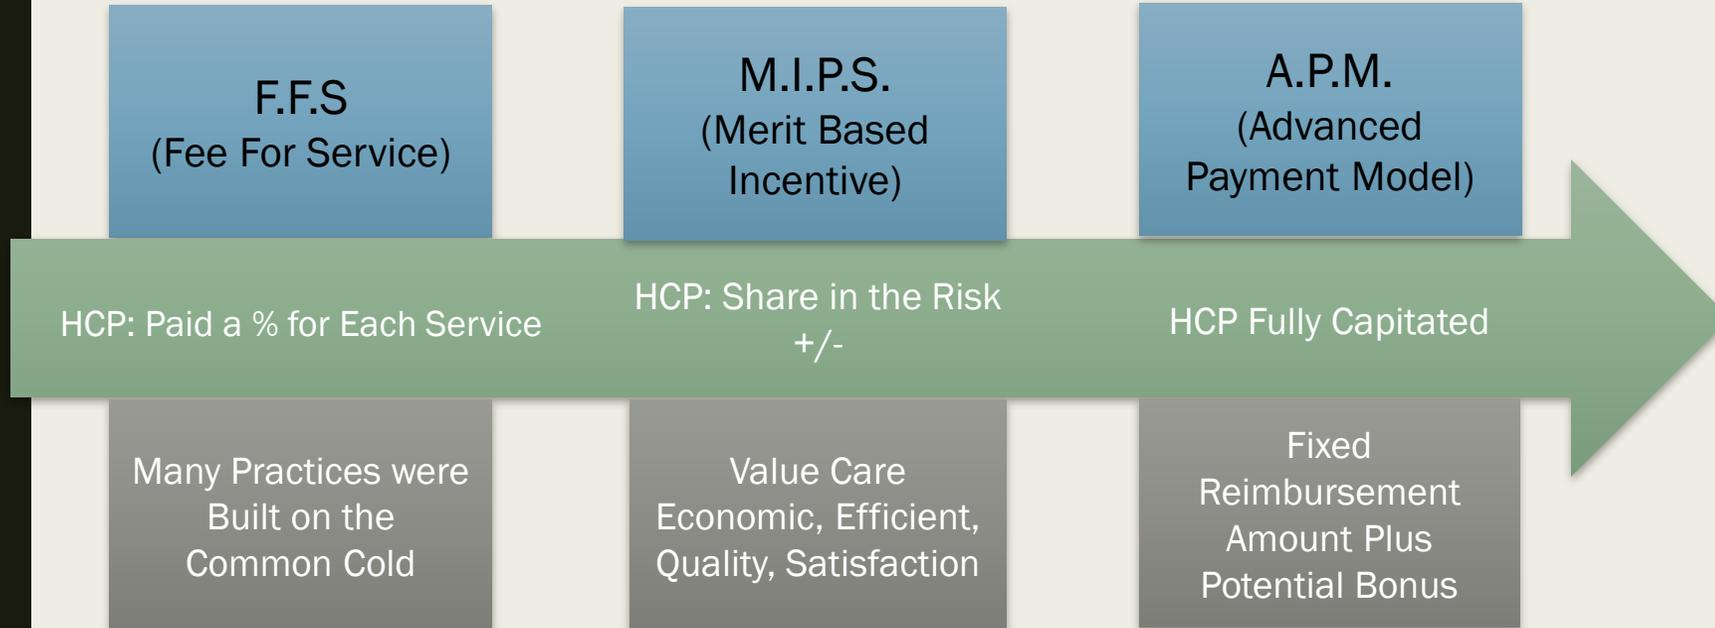 F.F.S
(Fee For Service)
M.I.P.S.
(Merit Based
Incentive)
A.P.M.
(Advanced
Payment Model)
HCP: Paid a % for Each Service
HCP: Share in the Risk
+/-
HCP Fully Capitated
Many Practices were
Built on the
Common Cold
Value Care
Economic, Efficient,
Quality, Satisfaction
Fixed
Reimbursement
Amount Plus
Potential Bonus